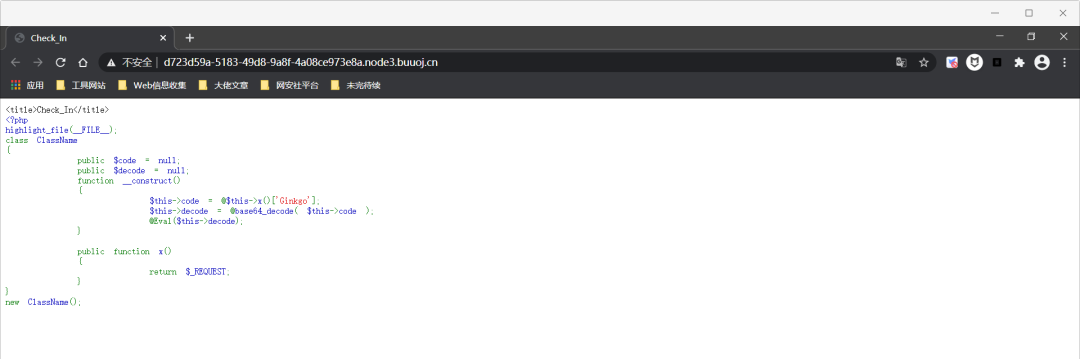 Check_In
不安全 | d723d59a-5183-49d8-9a8f-4a08ce973e8a.node3.buuoj.cn
应用 工具网站 Web信息收集 大佬文章 网安社平台 未完待续
<title>Check_In</title>
<?php
highlight_file(__FILE__);
class ClassName
{
public $code = null;
public $decode = null;
function __construct()
{
$this->code = @$this->x()['Ginkgo'];
$this->decode = @base64_decode( $this->code );
@Eval($this->decode);
}
public function x()
{
return $_REQUEST;
}
}
new ClassName();